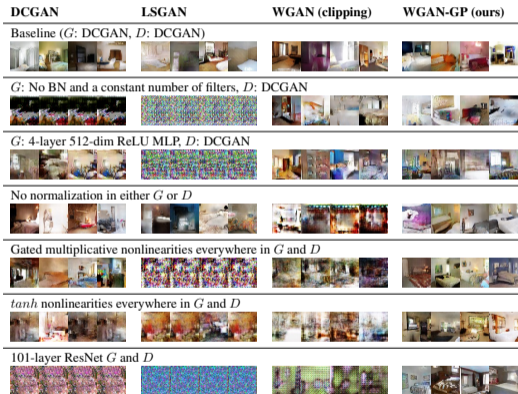 DCGAN LSGAN WGAN (clipping) WGAN-GP (ours)
Baseline (G: DCGAN, D: DCGAN)
G: No BN and a constant number of filters, D: DCGAN
G: 4-layer 512-dim ReLU MLP, D: DCGAN
No normalization in either G or D
Gated multiplicative nonlinearities everywhere in G and D
tanh nonlinearities everywhere in G and D
101-layer ResNet G and D